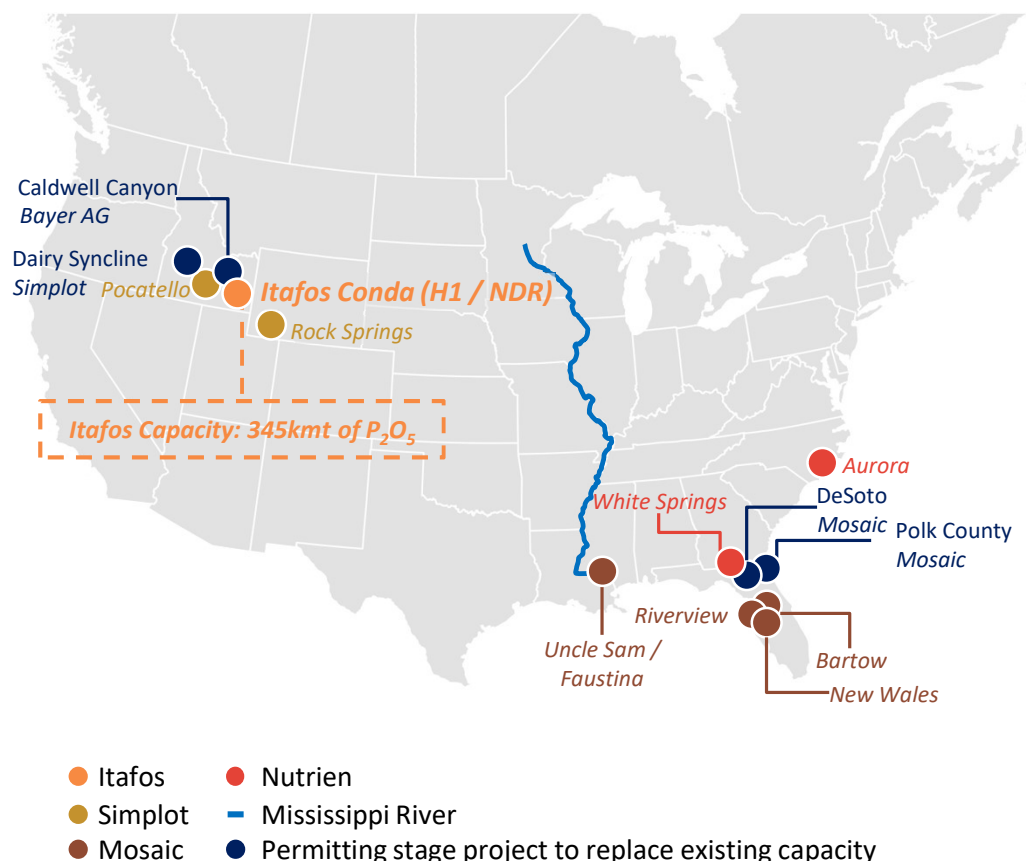 Caldwell Canyon
Bayer AG
Dairy Syncline
Simplot
Pocatello
Itafos Conda (H1 / NDR)
Rock Springs
Itafos Capacity: 345kmt of P₂O₅
Aurora
White Springs
DeSoto
Mosaic
Polk County
Mosaic
Riverview
Uncle Sam /
Faustina
Bartow
New Wales
Itafos
Nutrien
Simplot
Mississippi River
Mosaic
Permitting stage project to replace existing capacity